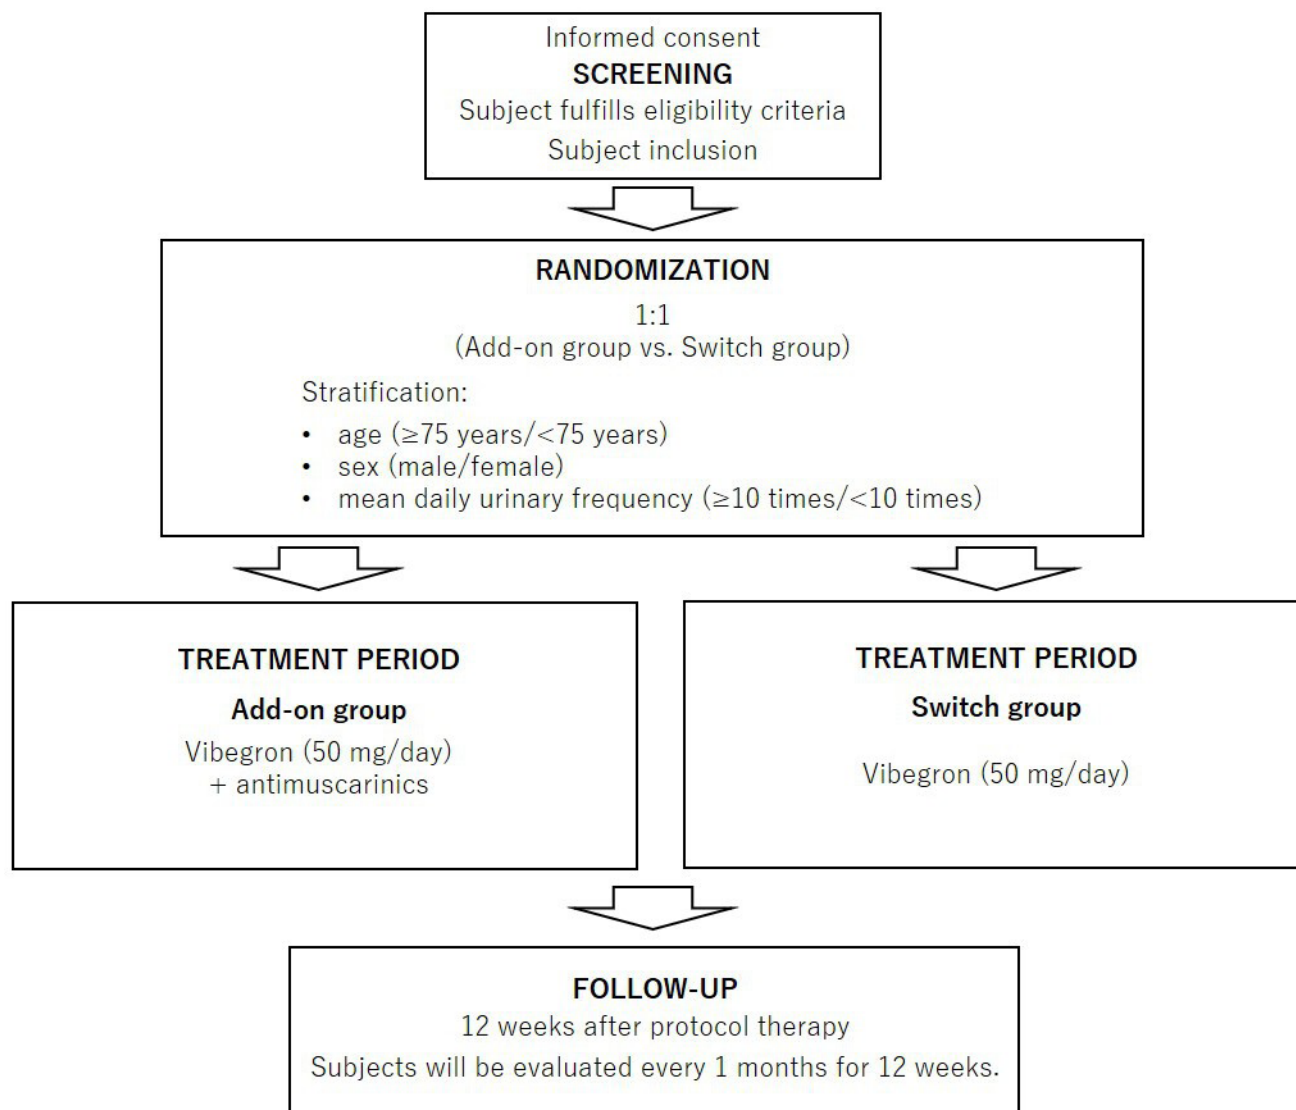 Informed consent
SCREENING
Subject fulfills eligibility criteria
Subject inclusion
RANDOMIZATION
1:1
(Add-on group vs. Switch group)
Stratification:
• age (≥75 years/<75 years)
• sex (male/female)
• mean daily urinary frequency (≥10 times/<10 times)
TREATMENT PERIOD
Add-on group
Vibegron (50 mg/day)
+ antimuscarinics
TREATMENT PERIOD
Switch group
Vibegron (50 mg/day)
FOLLOW-UP
12 weeks after protocol therapy
Subjects will be evaluated every 1 months for 12 weeks.